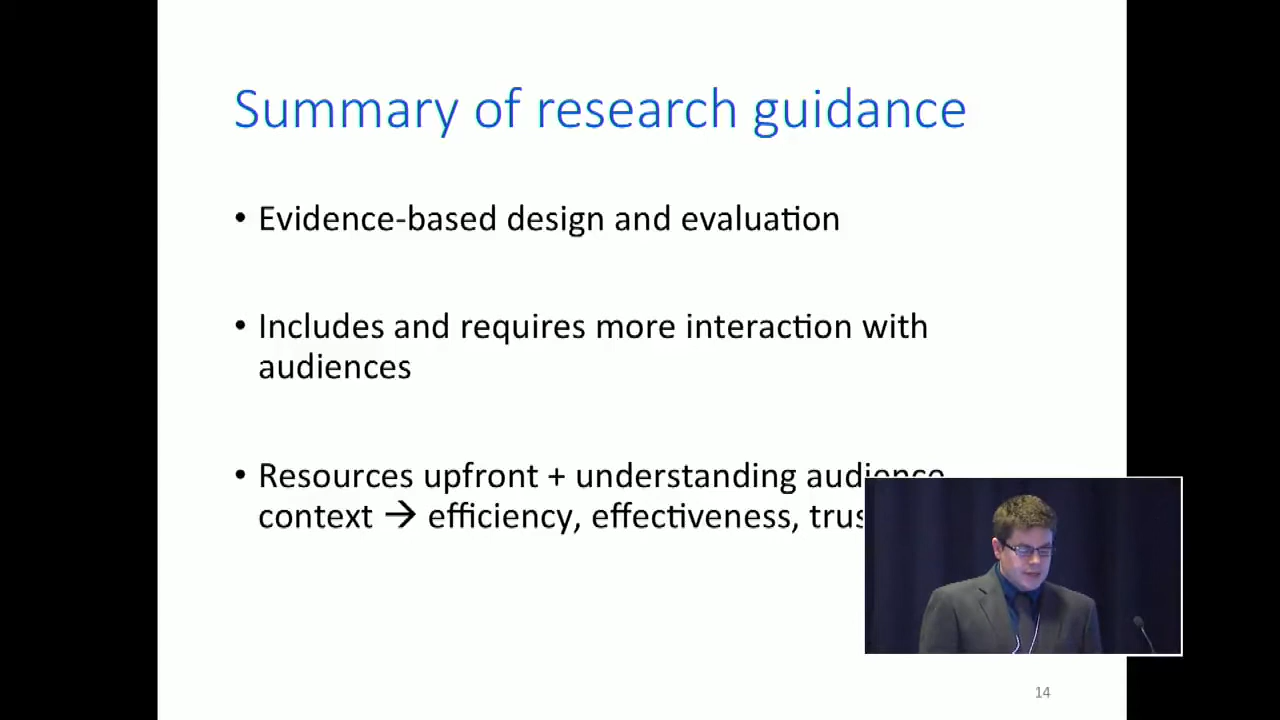 Summary of research guidance
• Evidence-based design and evaluation
• Includes and requires more interaction with
audiences
• Resources upfront + understanding audience
context → efficiency, effectiveness,
14